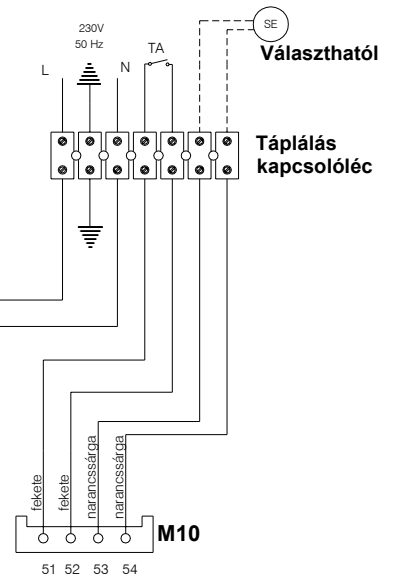 230V
50 Hz
L
N
TA
SE
Választhatól
Táplálás
kapcsolóléc
fekete
fekete
narancssárga
narancssárga
M10
51 52 53 54